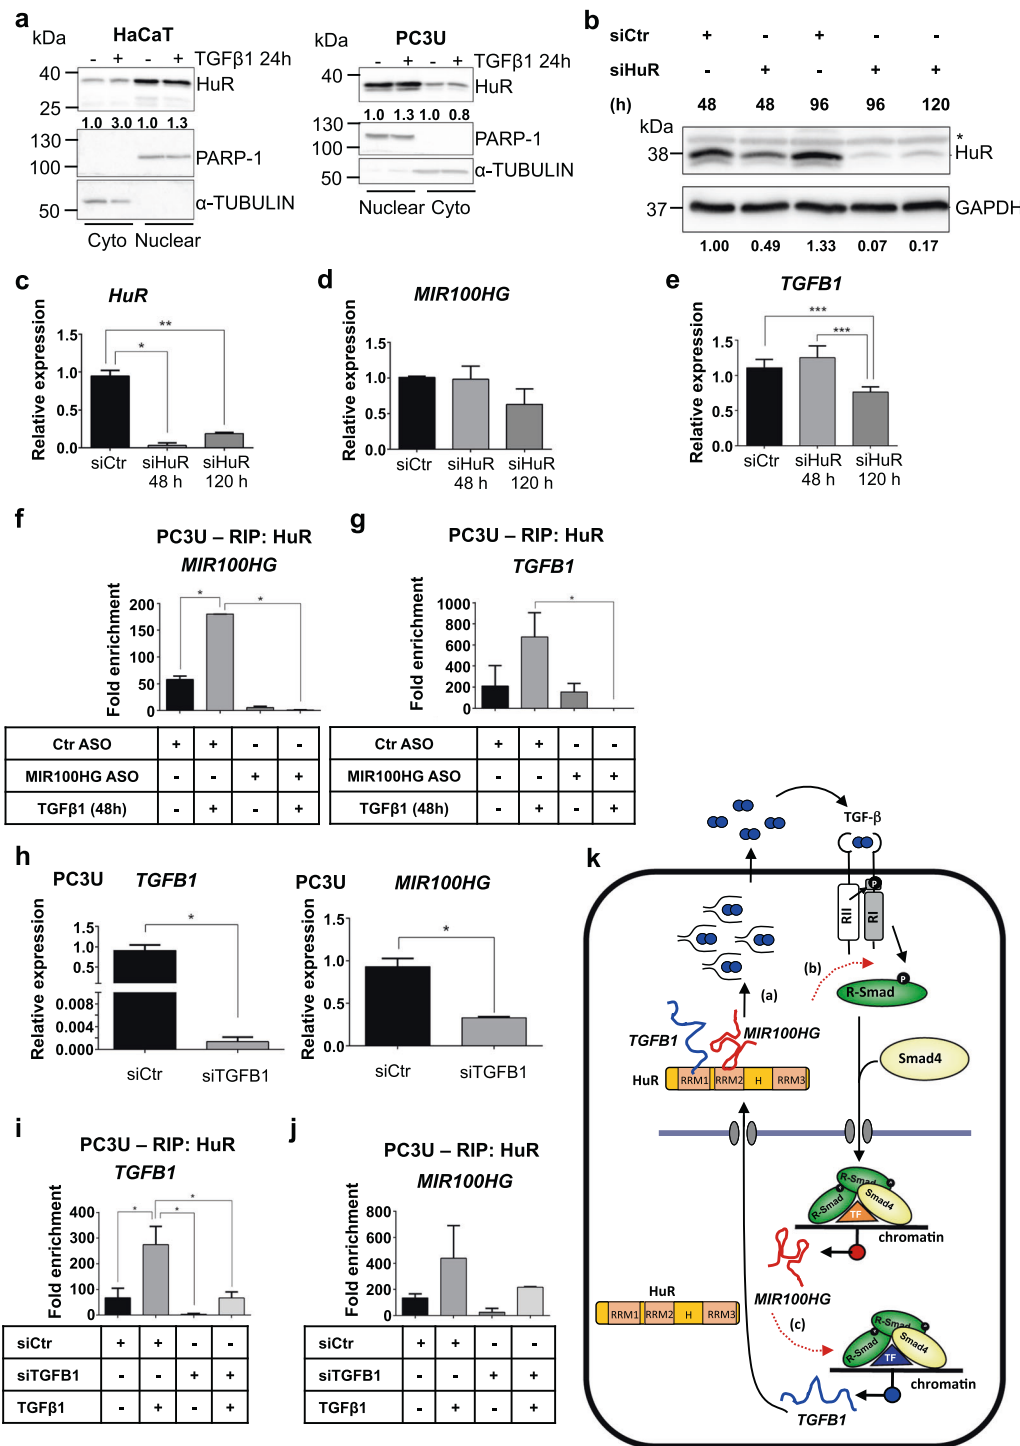 a
HaCaT
kDa
- + - + TGFβ1 24h
40
HuR
25
1.0 3.0 1.0 1.3
130
PARP-1
100
α-TUBULIN
50
Cyto Nuclear
PC3U
kDa
- + - + TGFβ1 24h
40
HuR
1.0 1.3 1.0 0.8
130
PARP-1
100
α-TUBULIN
50
Nuclear Cyto
b
siCtr + - + - -
siHuR - + - + +
(h) 48 48 96 96 120
kDa
*
38
HuR
37
GAPDH
1.00 0.49 1.33 0.07 0.17
c
HuR
Relative expression
1.5
1.0
0.5
0.0
**
*
siCtr siHuR 48 h siHuR 120 h
d
MIR100HG
Relative expression
1.5
1.0
0.5
0.0
siCtr siHuR 48 h siHuR 120 h
e
TGFB1
Relative expression
1.5
1.0
0.5
0.0
***
***
siCtr siHuR 48 h siHuR 120 h
f
PC3U – RIP: HuR
MIR100HG
Fold enrichment
200
150
100
50
0
* *
Ctr ASO + + - -
MIR100HG ASO - - + +
TGFβ1 (48h) - + - +
g
PC3U – RIP: HuR
TGFB1
Fold enrichment
1000
800
600
400
200
0
*
Ctr ASO + + - -
MIR100HG ASO - - + +
TGFβ1 (48h) - + - +
h
PC3U TGFB1
Relative expression
1.5
1.0
0.5
0.008
0.004
0.000
*
siCtr siTGFB1
PC3U MIR100HG
Relative expression
1.5
1.0
0.5
0.0
*
siCtr siTGFB1
i
PC3U – RIP: HuR
TGFB1
Fold enrichment
400
300
200
100
0
* * *
siCtr + + - -
siTGFB1 - - + +
TGFβ1 - + - +
j
PC3U – RIP: HuR
MIR100HG
Fold enrichment
800
600
400
200
0
siCtr + + - -
siTGFB1 - - + +
TGFβ1 - + - +
k
TGF-β
RII
RI
P
(b)
P
R-Smad
(a)
TGFB1
MIR100HG
HuR
RRM1 RRM2 H RRM3
Smad4
R-Smad
R-Smad
Smad4
TF
chromatin
MIR100HG
HuR
RRM1 RRM2 H RRM3
(c)
R-Smad
R-Smad
Smad4
TF
chromatin
TGFB1